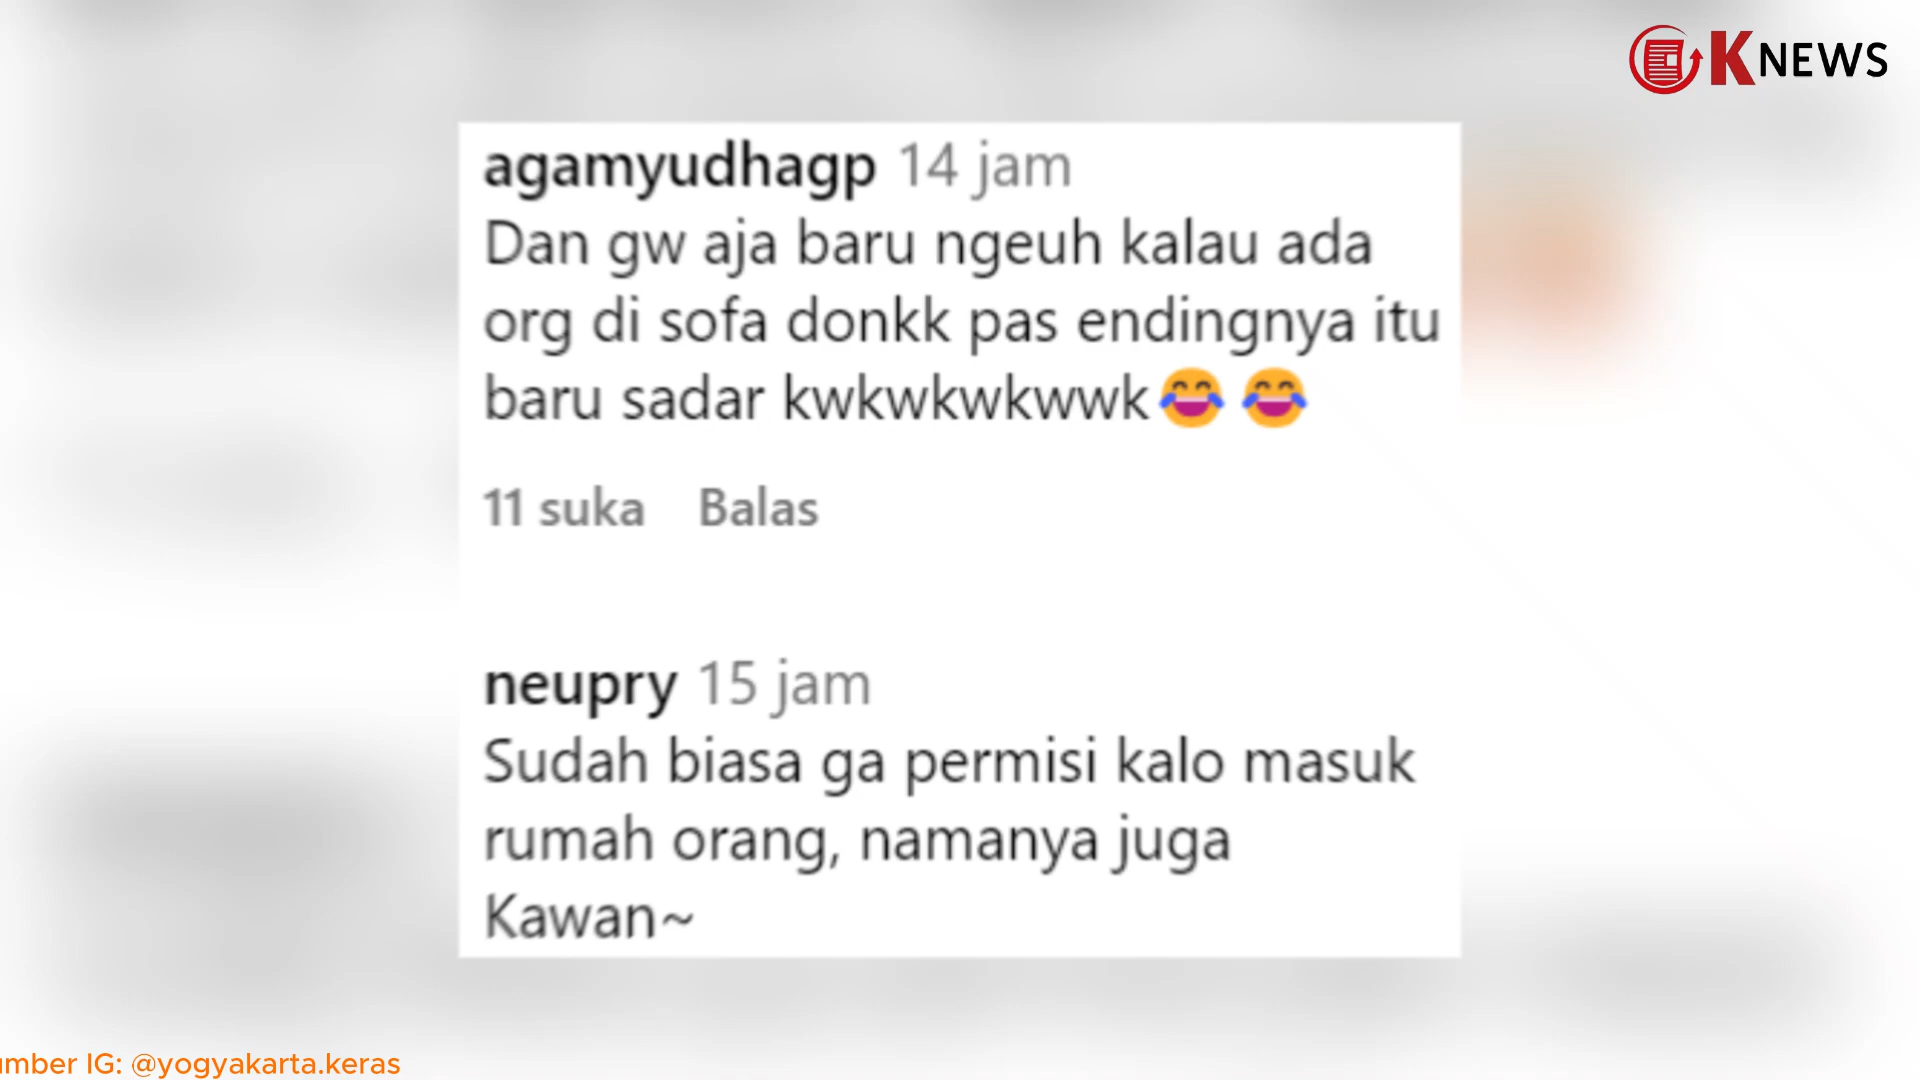 KNEWS
agamyudhagp 14 jam
Dan gw aja baru ngeuh kalau ada
org di sofa donkk pas endingnya itu
baru sadar kwkwkwkwwk😂😂
11 suka Balas
neupry 15 jam
Sudah biasa ga permisi kalo masuk
rumah orang, namanya juga
Kawan~
umber IG: @yogyakarta.keras